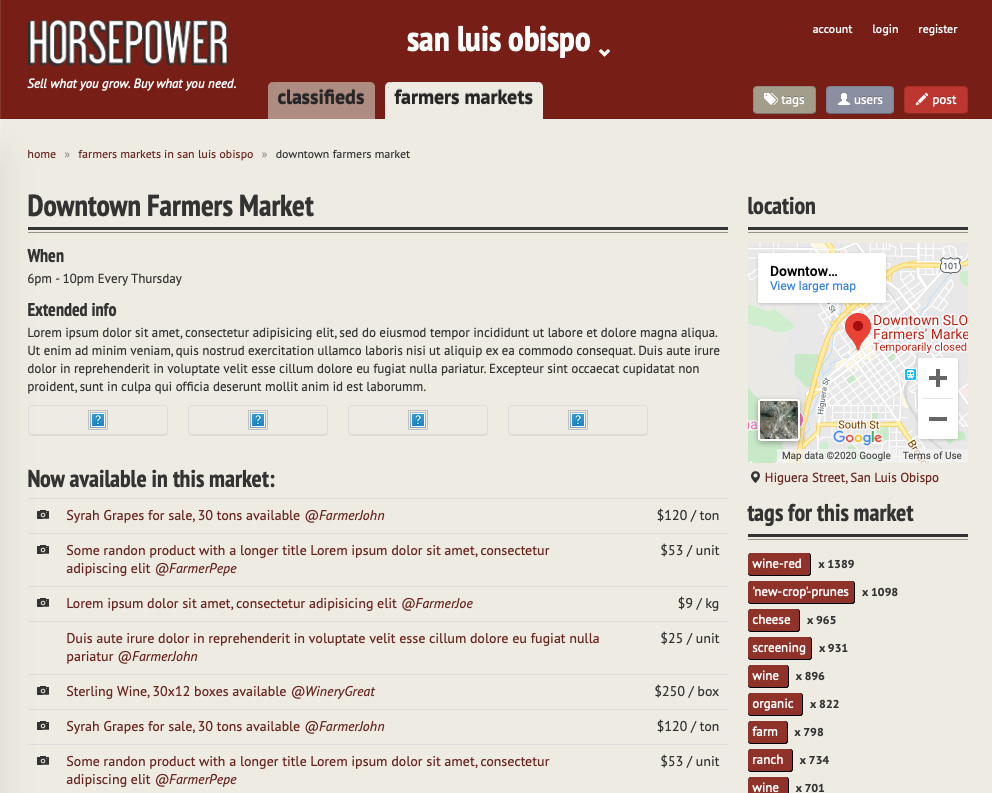 HORSEPOWER
Sell what you grow. Buy what you need.
san luis obispo
account login register
classifieds farmers markets
tags users post
home » farmers markets in san luis obispo » downtown farmers market
Downtown Farmers Market
When
6pm - 10pm Every Thursday
Extended info
Lorem ipsum dolor sit amet, consectetur adipisicing elit, sed do eiusmod tempor incididunt ut labore et dolore magna aliqua.
Ut enim ad minim veniam, quis nostrud exercitation ullamco laboris nisi ut aliquip ex ea commodo consequat. Duis aute irure
dolor in reprehenderit in voluptate velit esse cillum dolore eu fugiat nulla pariatur. Excepteur sint occaecat cupidatat non
proident, sunt in culpa qui officia deserunt mollit anim id est laborumm.
? ? ? ?
Now available in this market:
Syrah Grapes for sale, 30 tons available @FarmerJohn $120 / ton
Some randon product with a longer title Lorem ipsum dolor sit amet, consectetur $53 / unit
adipiscing elit @FarmerPepe
Lorem ipsum dolor sit amet, consectetur adipisicing elit @FarmerJoe $9 / kg
Duis aute irure dolor in reprehenderit in voluptate velit esse cillum dolore eu fugiat nulla $25 / unit
pariatur @FarmerJohn
Sterling Wine, 30x12 boxes available @WineryGreat $250 / box
Syrah Grapes for sale, 30 tons available @FarmerJohn $120 / ton
Some randon product with a longer title Lorem ipsum dolor sit amet, consectetur $53 / unit
adipiscing elit @FarmerPepe
location
Downtow...
View larger map
101
St
Downtown SLO
Farmers' Marke
Temporarily closed
Higuera St
South St
Google
Br
Map data ©2020 Google Terms of Use
Higuera Street, San Luis Obispo
tags for this market
wine-red x 1389
'new-crop'-prunes x 1098
cheese x 965
screening x 931
wine x 896
organic x 822
farm x 798
ranch x 734
wine x 701